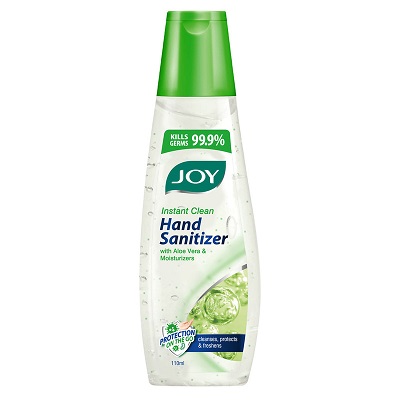 KILLS
GERMS 99.9%
JOY
Instant Clean
Hand
Sanitizer
with Aloe Vera &
Moisturizers
PROTECTION
ON THE GO
cleanses, protects
& freshens
110ml